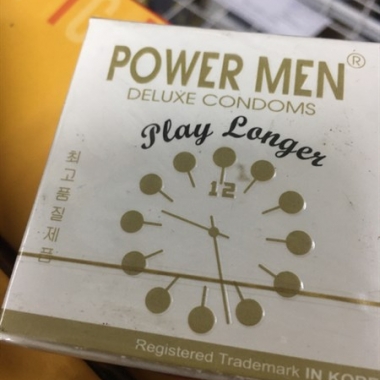 POWER MEN®
DELUXE CONDOMS
Play Longer
12
최고품질제품
Registered Trademark IN KORE